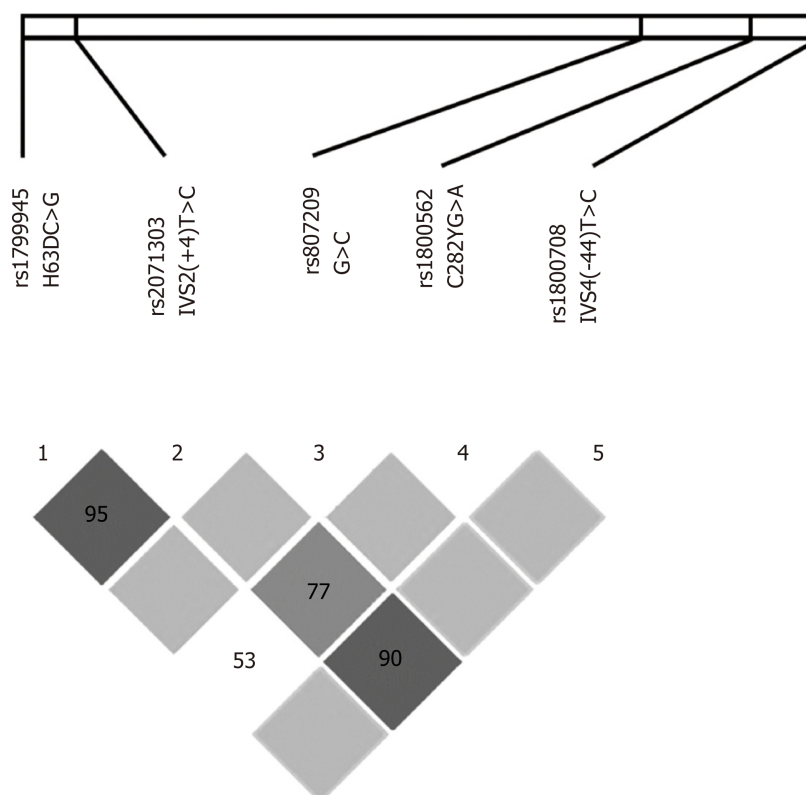 rs1799945
H63DC>G
rs2071303
IVS2(+4)T>C
rs807209
G>C
rs1800562
C282YG>A
rs1800708
IVS4(-44)T>C
1
2
3
4
5
95
77
53
90